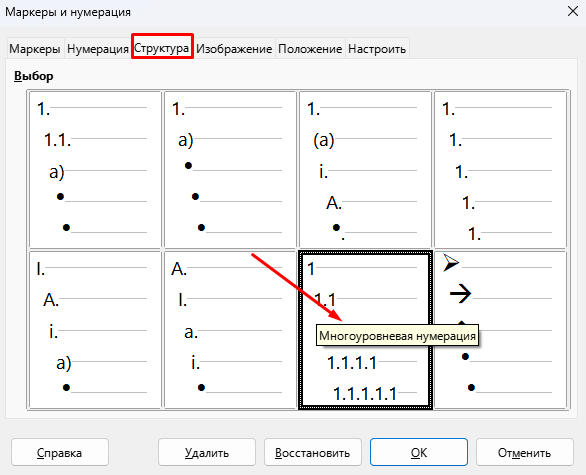 Маркеры и нумерация
Маркеры Нумерация Структура Изображение Положение Настроить
Выбор
1. 1. 1. 1.
1.1. a) (a) 1.
a) • i. 1.
• • A. 1.
• • •. 1.
I. A. 1 ➢
A. I. 1.1 →
i. a. Многоуровневая нумерация
a) i. 1.1.1.1 •
• • 1.1.1.1.1 •
Справка Удалить Восстановить OK Отменить